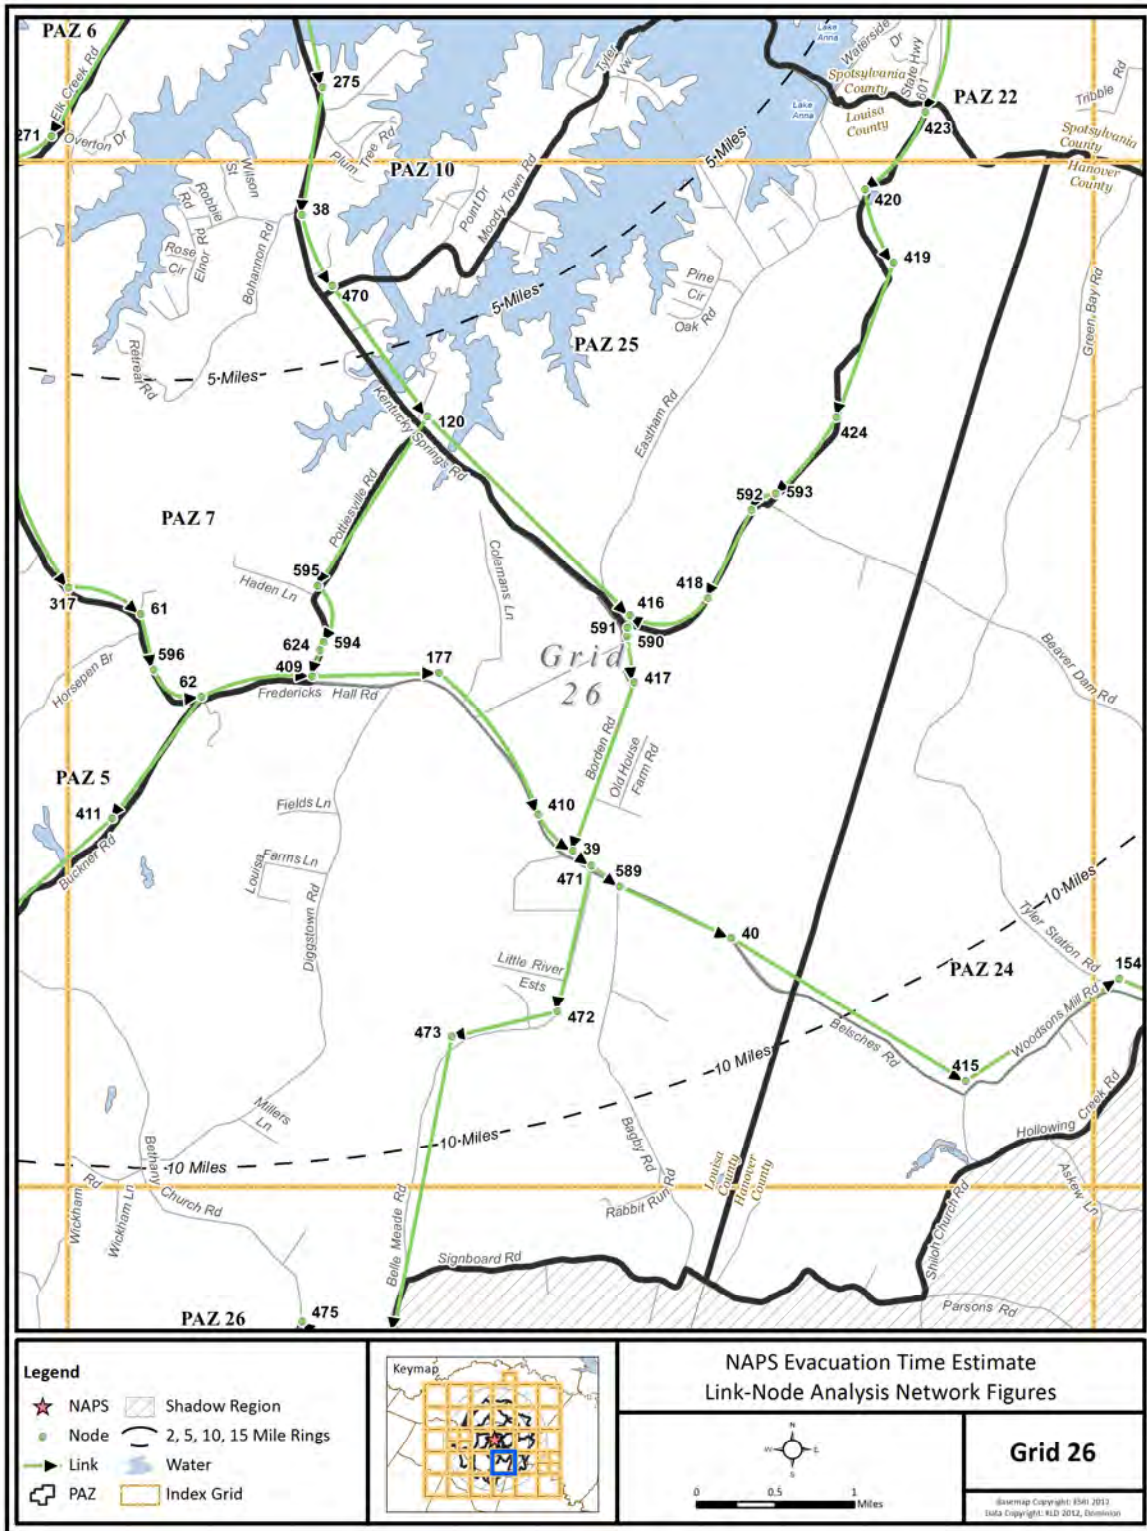 PAZ 6
Elk Creek Rd
271
Overton Dr
275
Plum Tree Rd
PAZ 10
Tyler Vw
5 Miles
Lake Anna
Waterside Dr
State Hwy 601
Spotsylvania County
Louisa County
Lake Anna
PAZ 22
423
Tribble Rd
Spotsylvania County
Hanover County
Wilson St
Robbie Rd
Elnor Rd
Rose Cir
Bohannon Rd
38
Point Dr
Moody Town Rd
420
419
470
5 Miles
Pine Cir
Oak Rd
PAZ 25
Green Bay Rd
Retreat Rd
5 Miles
120
Kentucky Springs Rd
Eastham Rd
424
Pottiesville Rd
592
593
PAZ 7
Colemans Ln
595
Haden Ln
317
61
418
416
591
590
594
624
596
409
177
Grid 26
417
Horsepen Br
62
Fredericks Hall Rd
Beaver Dam Rd
Borden Rd
Old House Farm Rd
PAZ 5
411
Fields Ln
410
Buckner Rd
Louisa Farms Ln
39
471
589
10 Miles
Diggstown Rd
40
Tyler Station Rd
Little River Ests
PAZ 24
154
Woodsons Mill Rd
472
473
Belsches Rd
10 Miles
415
Millers Ln
Hollowing Creek Rd
10 Miles
Bethany Church Rd
10 Miles
Bagby Rd
Askew Ln
Wickham Rd
Wickham Ln
Belle Meade Rd
Rabbit Run Rd
Louisa County
Hanover County
Shiloh Church Rd
Signboard Rd
PAZ 26
475
Parsons Rd
Legend
NAPS
Shadow Region
Node
2, 5, 10, 15 Mile Rings
Link
Water
PAZ
Index Grid
Keymap
NAPS Evacuation Time Estimate
Link-Node Analysis Network Figures
N
W
E
S
0
0.5
1
Miles
Grid 26
Basemap Copyright: ESRI 2012
Data Copyright: KLD 2012, Dominion